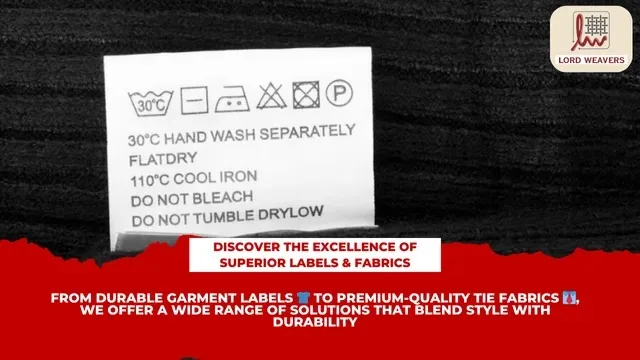 lw
LORD WEAVERS
30°C
P
30°C HAND WASH SEPARATELY
FLATDRY
110°C COOL IRON
DO NOT BLEACH
DO NOT TUMBLE DRYLOW
DISCOVER THE EXCELLENCE OF
SUPERIOR LABELS & FABRICS
FROM DURABLE GARMENT LABELS 👕 TO PREMIUM-QUALITY TIE FABRICS 👔,
WE OFFER A WIDE RANGE OF SOLUTIONS THAT BLEND STYLE WITH
DURABILITY